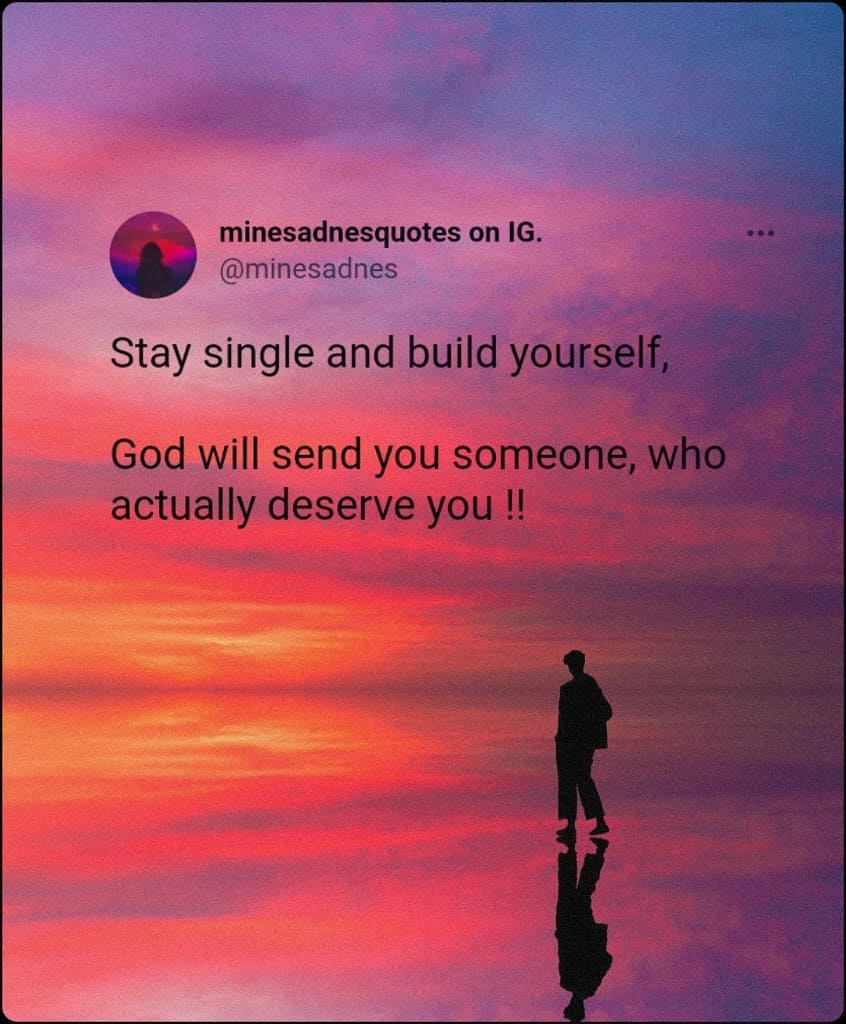 minesadnesquotes on IG.
@minesadnes
Stay single and build yourself,
God will send you someone, who
actually deserve you !!